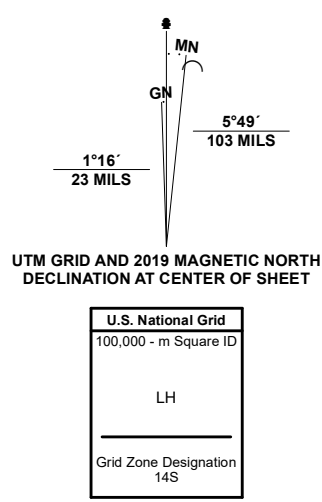 MN
GN
5°49´
103 MILS
1°16´
23 MILS
UTM GRID AND 2019 MAGNETIC NORTH
DECLINATION AT CENTER OF SHEET
U.S. National Grid
100,000 - m Square ID
LH
Grid Zone Designation
14S